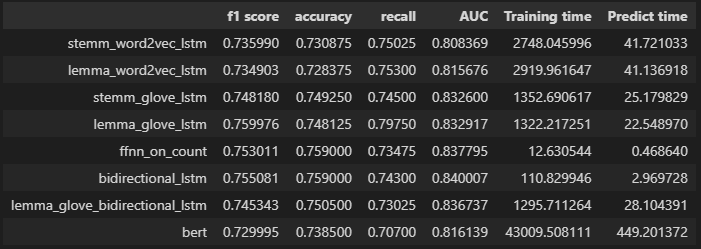 f1 score accuracy recall AUC Training time Predict time
stemm_word2vec_lstm 0.735990 0.730875 0.75025 0.808369 2748.045996 41.721033
lemma_word2vec_lstm 0.734903 0.728375 0.75300 0.815676 2919.961647 41.136918
stemm_glove_lstm 0.748180 0.749250 0.74500 0.832600 1352.690617 25.179829
lemma_glove_lstm 0.759976 0.748125 0.79750 0.832917 1322.217251 22.548970
ffnn_on_count 0.753011 0.759000 0.73475 0.837795 12.630544 0.468640
bidirectional_lstm 0.755081 0.759000 0.74300 0.840007 110.829946 2.969728
lemma_glove_bidirectional_lstm 0.745343 0.750500 0.73025 0.836737 1295.711264 28.104391
bert 0.729995 0.738500 0.70700 0.816139 43009.508111 449.201372